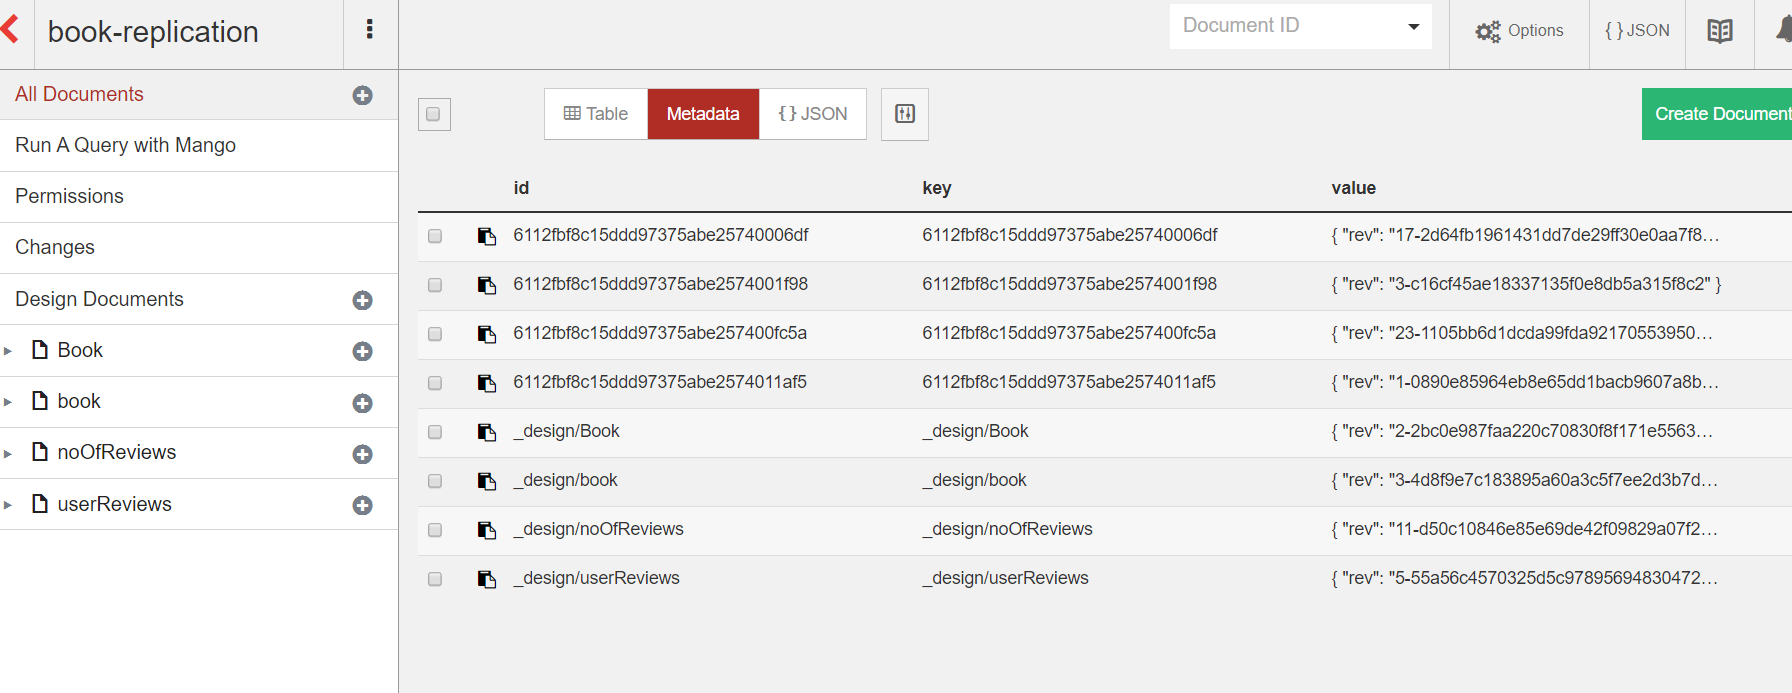 book-replication
Document ID
Options
{ } JSON
All Documents
Run A Query with Mango
Permissions
Changes
Design Documents
Book
book
noOfReviews
userReviews
Table Metadata { } JSON
Create Document
id key value
6112fbf8c15ddd97375abe25740006df 6112fbf8c15ddd97375abe25740006df { "rev": "17-2d64fb1961431dd7de29ff30e0aa7f8...
6112fbf8c15ddd97375abe2574001f98 6112fbf8c15ddd97375abe2574001f98 { "rev": "3-c16cf45ae18337135f0e8db5a315f8c2" }
6112fbf8c15ddd97375abe257400fc5a 6112fbf8c15ddd97375abe257400fc5a { "rev": "23-1105bb6d1dcda99fda92170553950...
6112fbf8c15ddd97375abe2574011af5 6112fbf8c15ddd97375abe2574011af5 { "rev": "1-0890e85964eb8e65dd1bacb9607a8b...
_design/Book _design/Book { "rev": "2-2bc0e987faa220c70830f8f171e5563...
_design/book _design/book { "rev": "3-4d8f9e7c183895a60a3c5f7ee2d3b7d...
_design/noOfReviews _design/noOfReviews { "rev": "11-d50c10846e85e69de42f09829a07f2...
_design/userReviews _design/userReviews { "rev": "5-55a56c4570325d5c97895694830472...